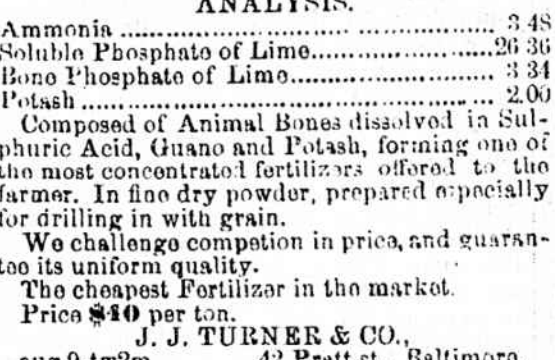 ANALYSIS.
Ammonia ........................ 3 48
Soluble Phosphate of Lime.................26 36
Bone Phosphate of Lime..................... 3 34
Potash ........................................ 2.00
Composed of Animal Bones dissolved in Sul-
phuric Acid, Guano and Potash, forming one of
the most concentrated fertilizers offered to the
farmer. In fine dry powder, prepared especially
for drilling in with grain.
We challenge competion in price, and guaran-
tee its uniform quality.
The cheapest Fertilizer in the market.
Price $40 per ton.
J. J. TURNER & CO.,
aug 9-tw2m 42 Pratt st., Baltimore